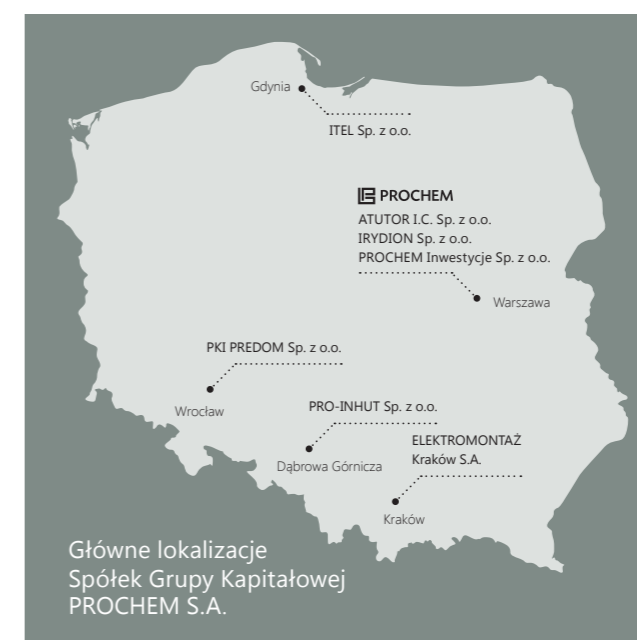 Gdynia
ITEL Sp. z o.o.
PROCHEM
ATUTOR I.C. Sp. z o.o.
IRYDION Sp. z o.o.
PROCHEM Inwestycje Sp. z o.o.
Warszawa
PKI PREDOM Sp. z o.o.
Wrocław
PRO-INHUT Sp. z o.o.
Dąbrowa Górnicza
ELEKTROMONTAŻ
Kraków S.A.
Kraków
Główne lokalizacje
Spółek Grupy Kapitałowej
PROCHEM S.A.